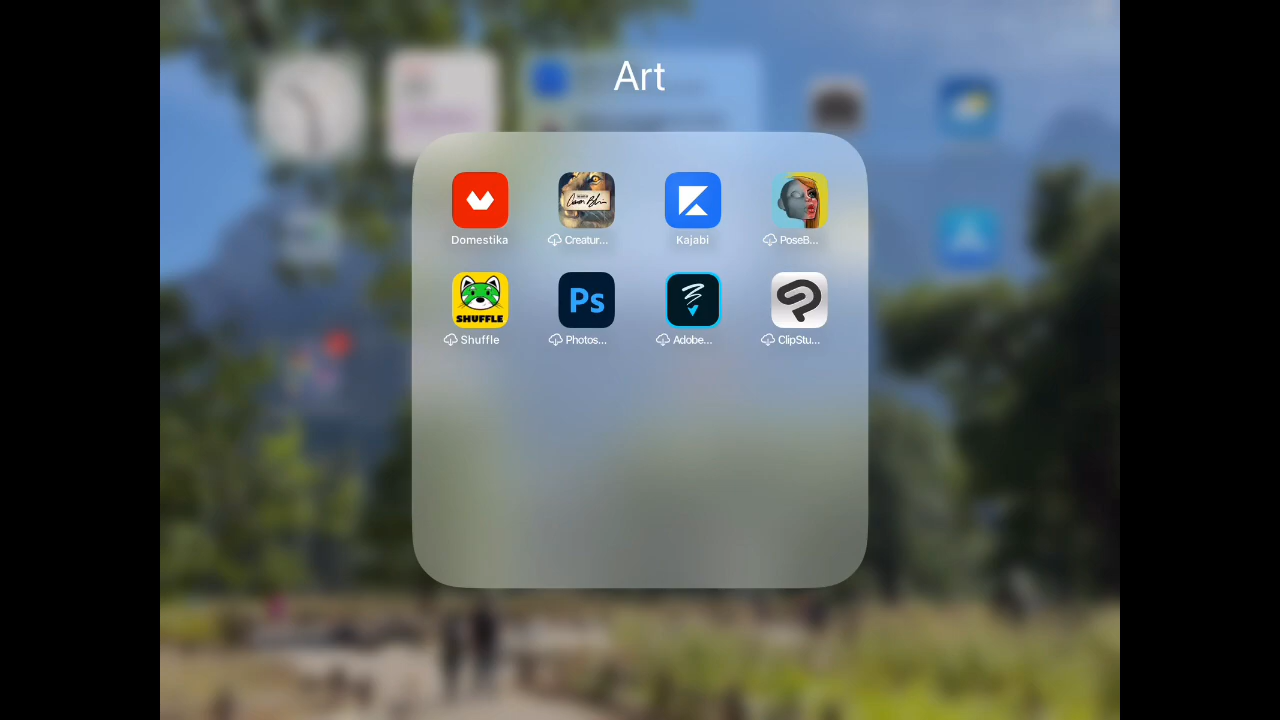 Art
Domestika
Creatur...
Kajabi
PoseB...
SHUFFLE
Shuffle
Ps
Photos...
Adobe...
ClipStu...